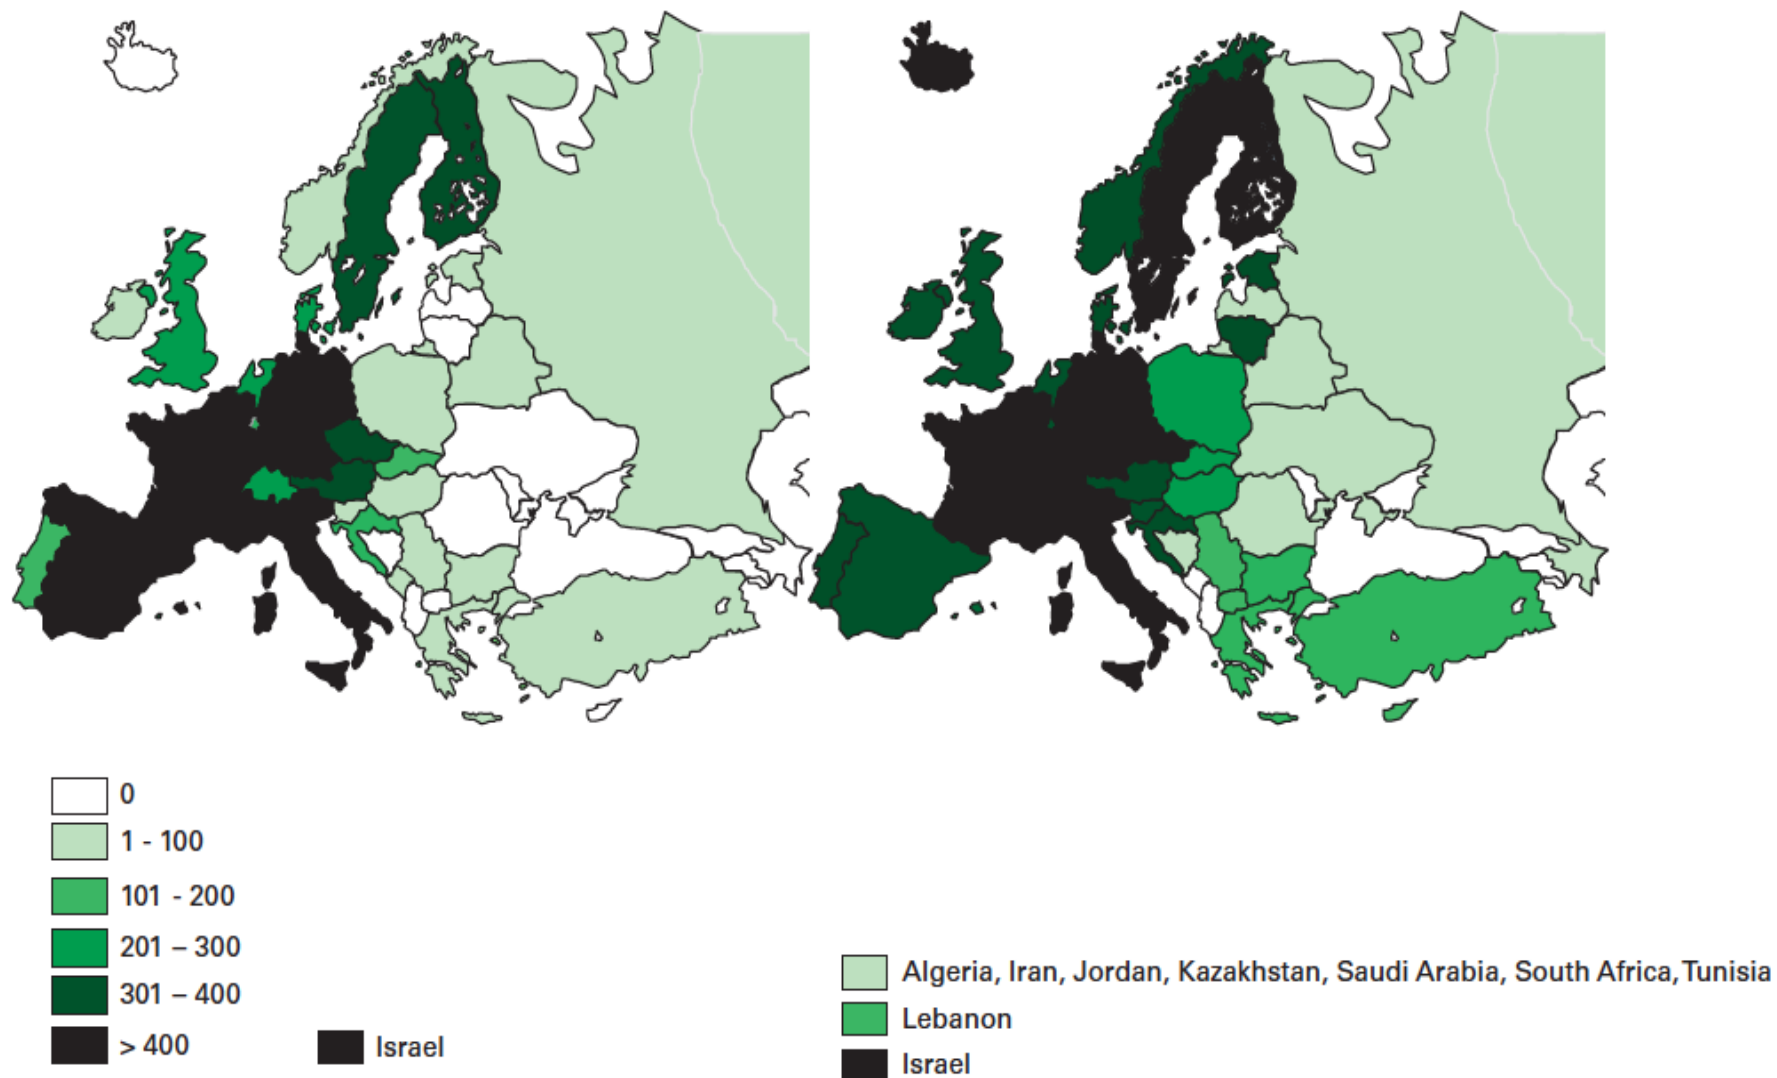 0
1 - 100
101 - 200
201 – 300
301 – 400
> 400
Israel
Algeria, Iran, Jordan, Kazakhstan, Saudi Arabia, South Africa, Tunisia
Lebanon
Israel